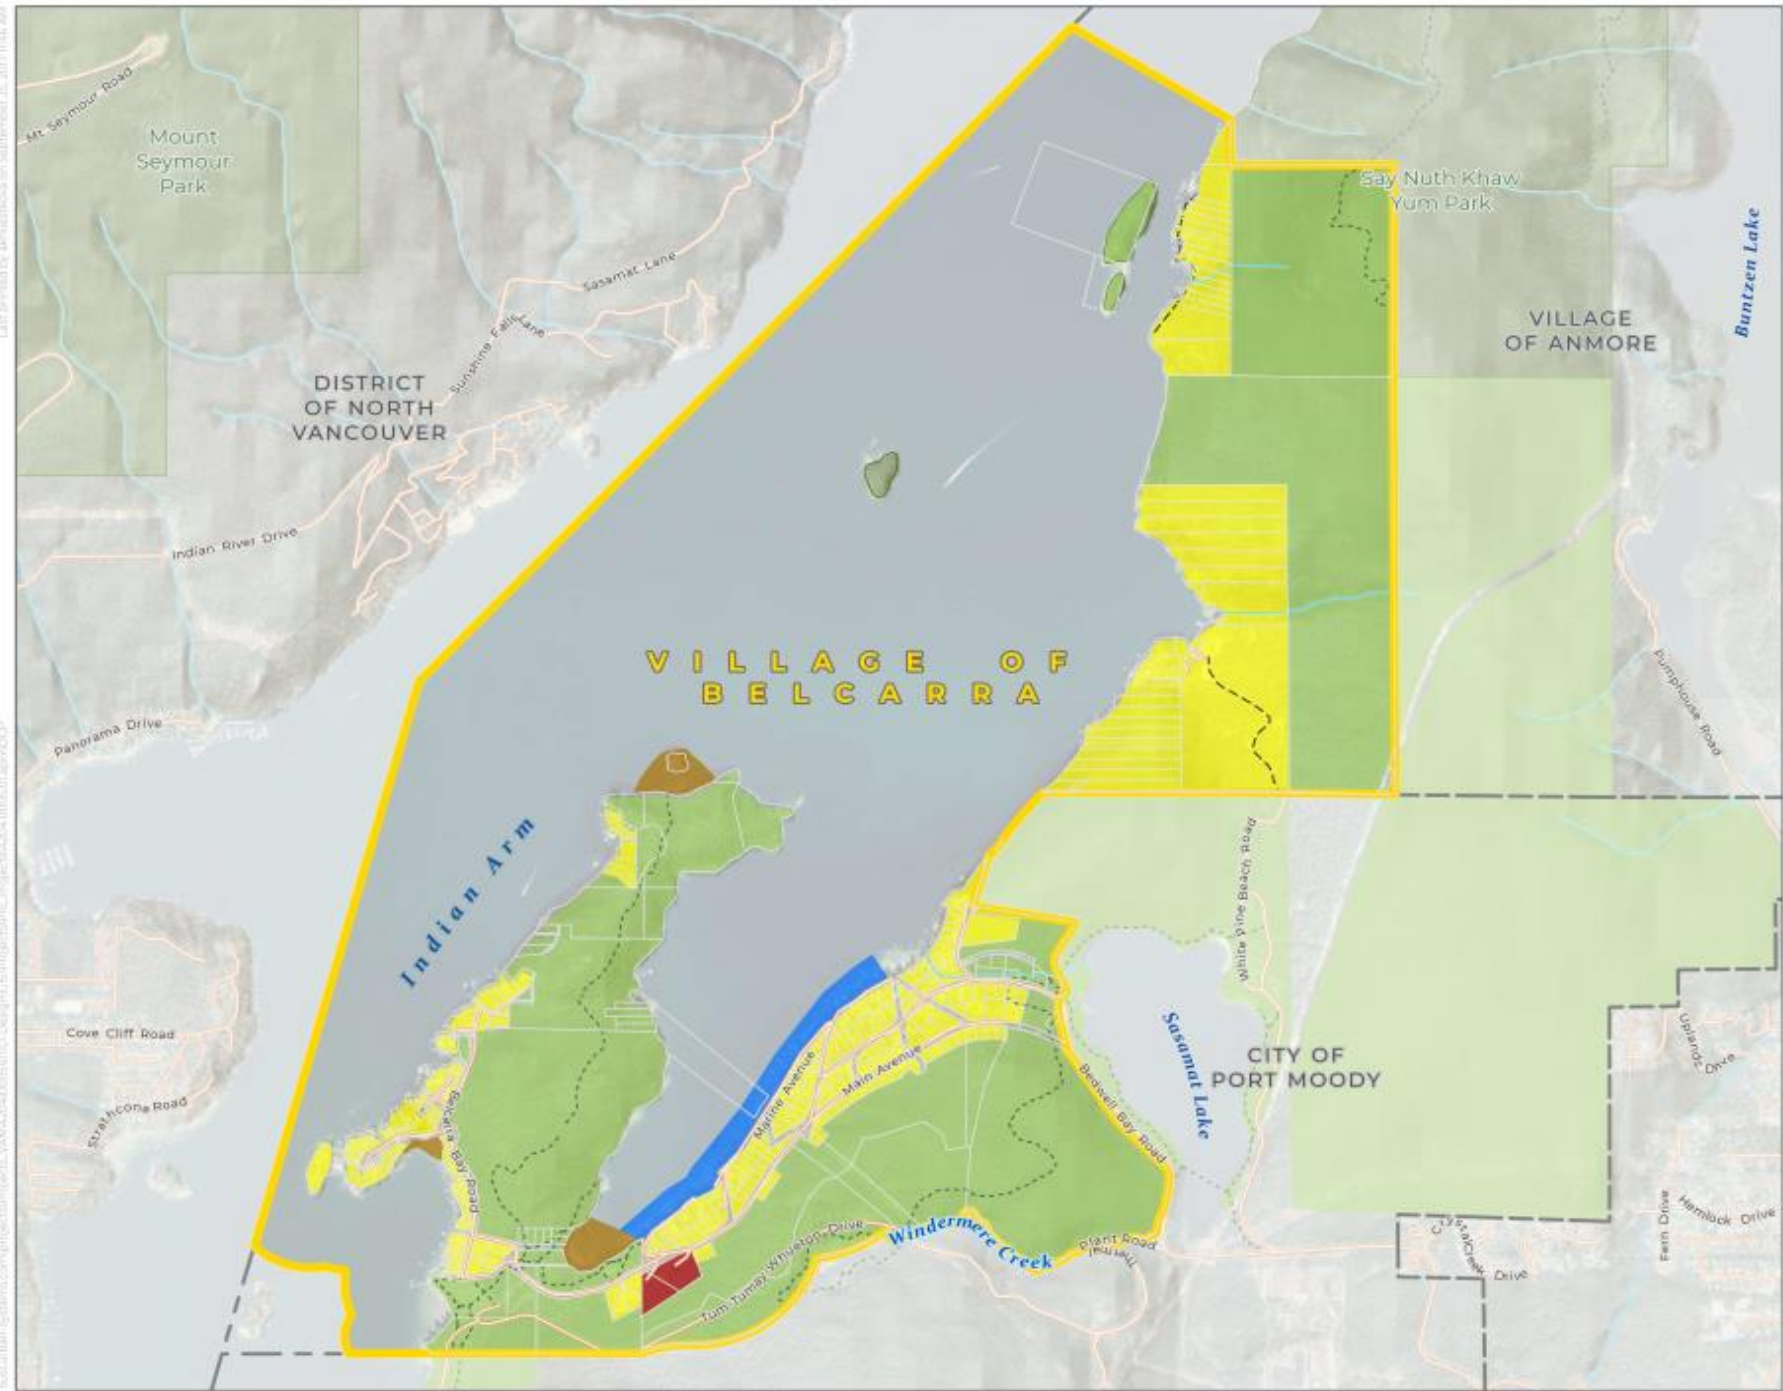 Mt Seymour Road
Mount
Seymour
Park
Say Nuth Khaw
Yum Park
Buntzen Lake
Sasamat Lane
Sunshine Falls Lane
VILLAGE
OF ANMORE
DISTRICT
OF NORTH
VANCOUVER
Indian River Drive
VILLAGE OF
BELCARRA
Pumphouse Road
Panorama Drive
Indian Arm
White Pine Beach Road
Cove Cliff Road
Sasamat Lake
CITY OF
PORT MOODY
Uplands Drive
Marine Avenue
Main Avenue
Bedwell Bay Road
Strathcona Road
Belcarra Bay Road
Tum-Tumay-Whueton Drive
Windermere Creek
Thermal
Plant Road
Crystal Creek Drive
Fern Drive
Hemlock Drive